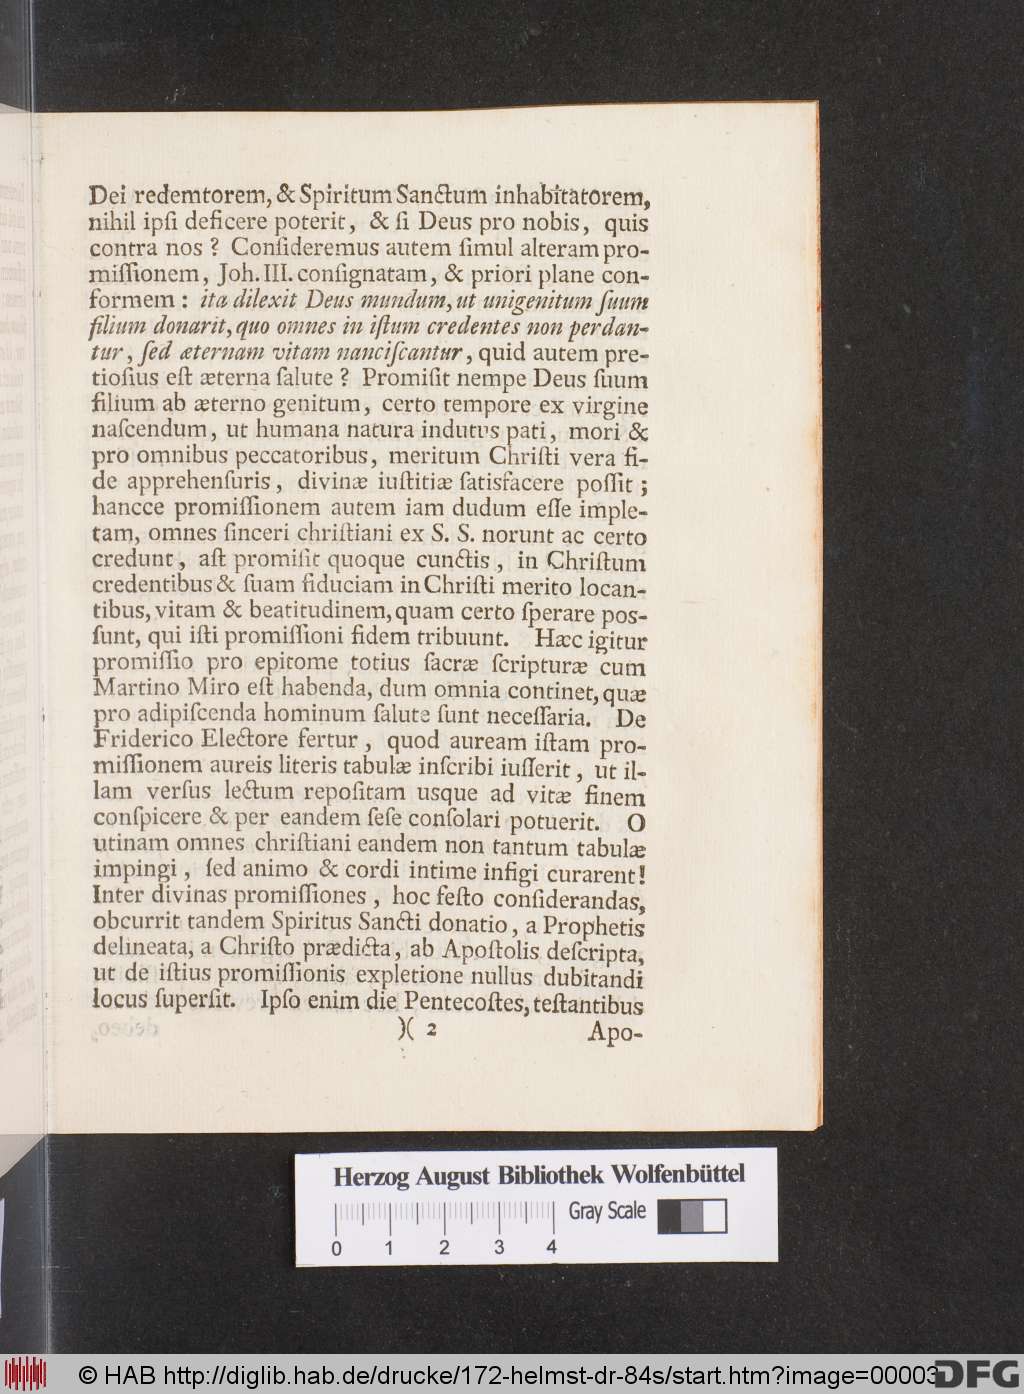 Dei redemtorem, & Spiritum Sanctum inhabitatorem,
nihil ipſi deficere poterit, & ſi Deus pro nobis, quis
contra nos ? Conſideremus autem ſimul alteram pro-
miſſionem, Joh. III. conſignatam, & priori plane con-
formem : ita dilexit Deus mundum, ut unigenitum ſuum
filium donarit, quo omnes in iſtum credentes non perdan-
tur, ſed æternam vitam nanciſcantur, quid autem pre-
tioſius eſt æterna ſalute ? Promiſit nempe Deus ſuum
filium ab æterno genitum, certo tempore ex virgine
naſcendum, ut humana natura indutus pati, mori &
pro omnibus peccatoribus, meritum Chriſti vera fi-
de apprehenſuris, divinæ iuſtitiæ ſatisfacere poſſit ;
hancce promiſſionem autem iam dudum eſſe imple-
tam, omnes ſinceri chriſtiani ex S. S. norunt ac certo
credunt, aſt promiſit quoque cunctis, in Chriſtum
credentibus & ſuam fiduciam in Chriſti merito locan-
tibus, vitam & beatitudinem, quam certo ſperare poſ-
ſunt, qui iſti promiſſioni fidem tribuunt. Hæc igitur
promiſſio pro epitome totius ſacræ ſcripturæ cum
Martino Miro eſt habenda, dum omnia continet, quæ
pro adipiſcenda hominum ſalute ſunt neceſſaria. De
Friderico Electore fertur, quod auream iſtam pro-
miſſionem aureis literis tabulæ inſcribi iuſſerit, ut il-
lam verſus lectum repoſitam usque ad vitæ finem
conſpicere & per eandem ſeſe conſolari potuerit. O
utinam omnes chriſtiani eandem non tantum tabulæ
impingi, ſed animo & cordi intime infigi curarent!
Inter divinas promiſſiones, hoc feſto conſiderandas,
obcurrit tandem Spiritus Sancti donatio, a Prophetis
delineata, a Chriſto prædicta, ab Apoſtolis deſcripta,
ut de iſtius promiſſionis expletione nullus dubitandi
locus ſuperſit. Ipſo enim die Pentecoſtes, teſtantibus
)( 2 Apo-
Herzog August Bibliothek Wolfenbüttel
Gray Scale
0 1 2 3 4
© HAB http://diglib.hab.de/drucke/172-helmst-dr-84s/start.htm?image=00003
DFG